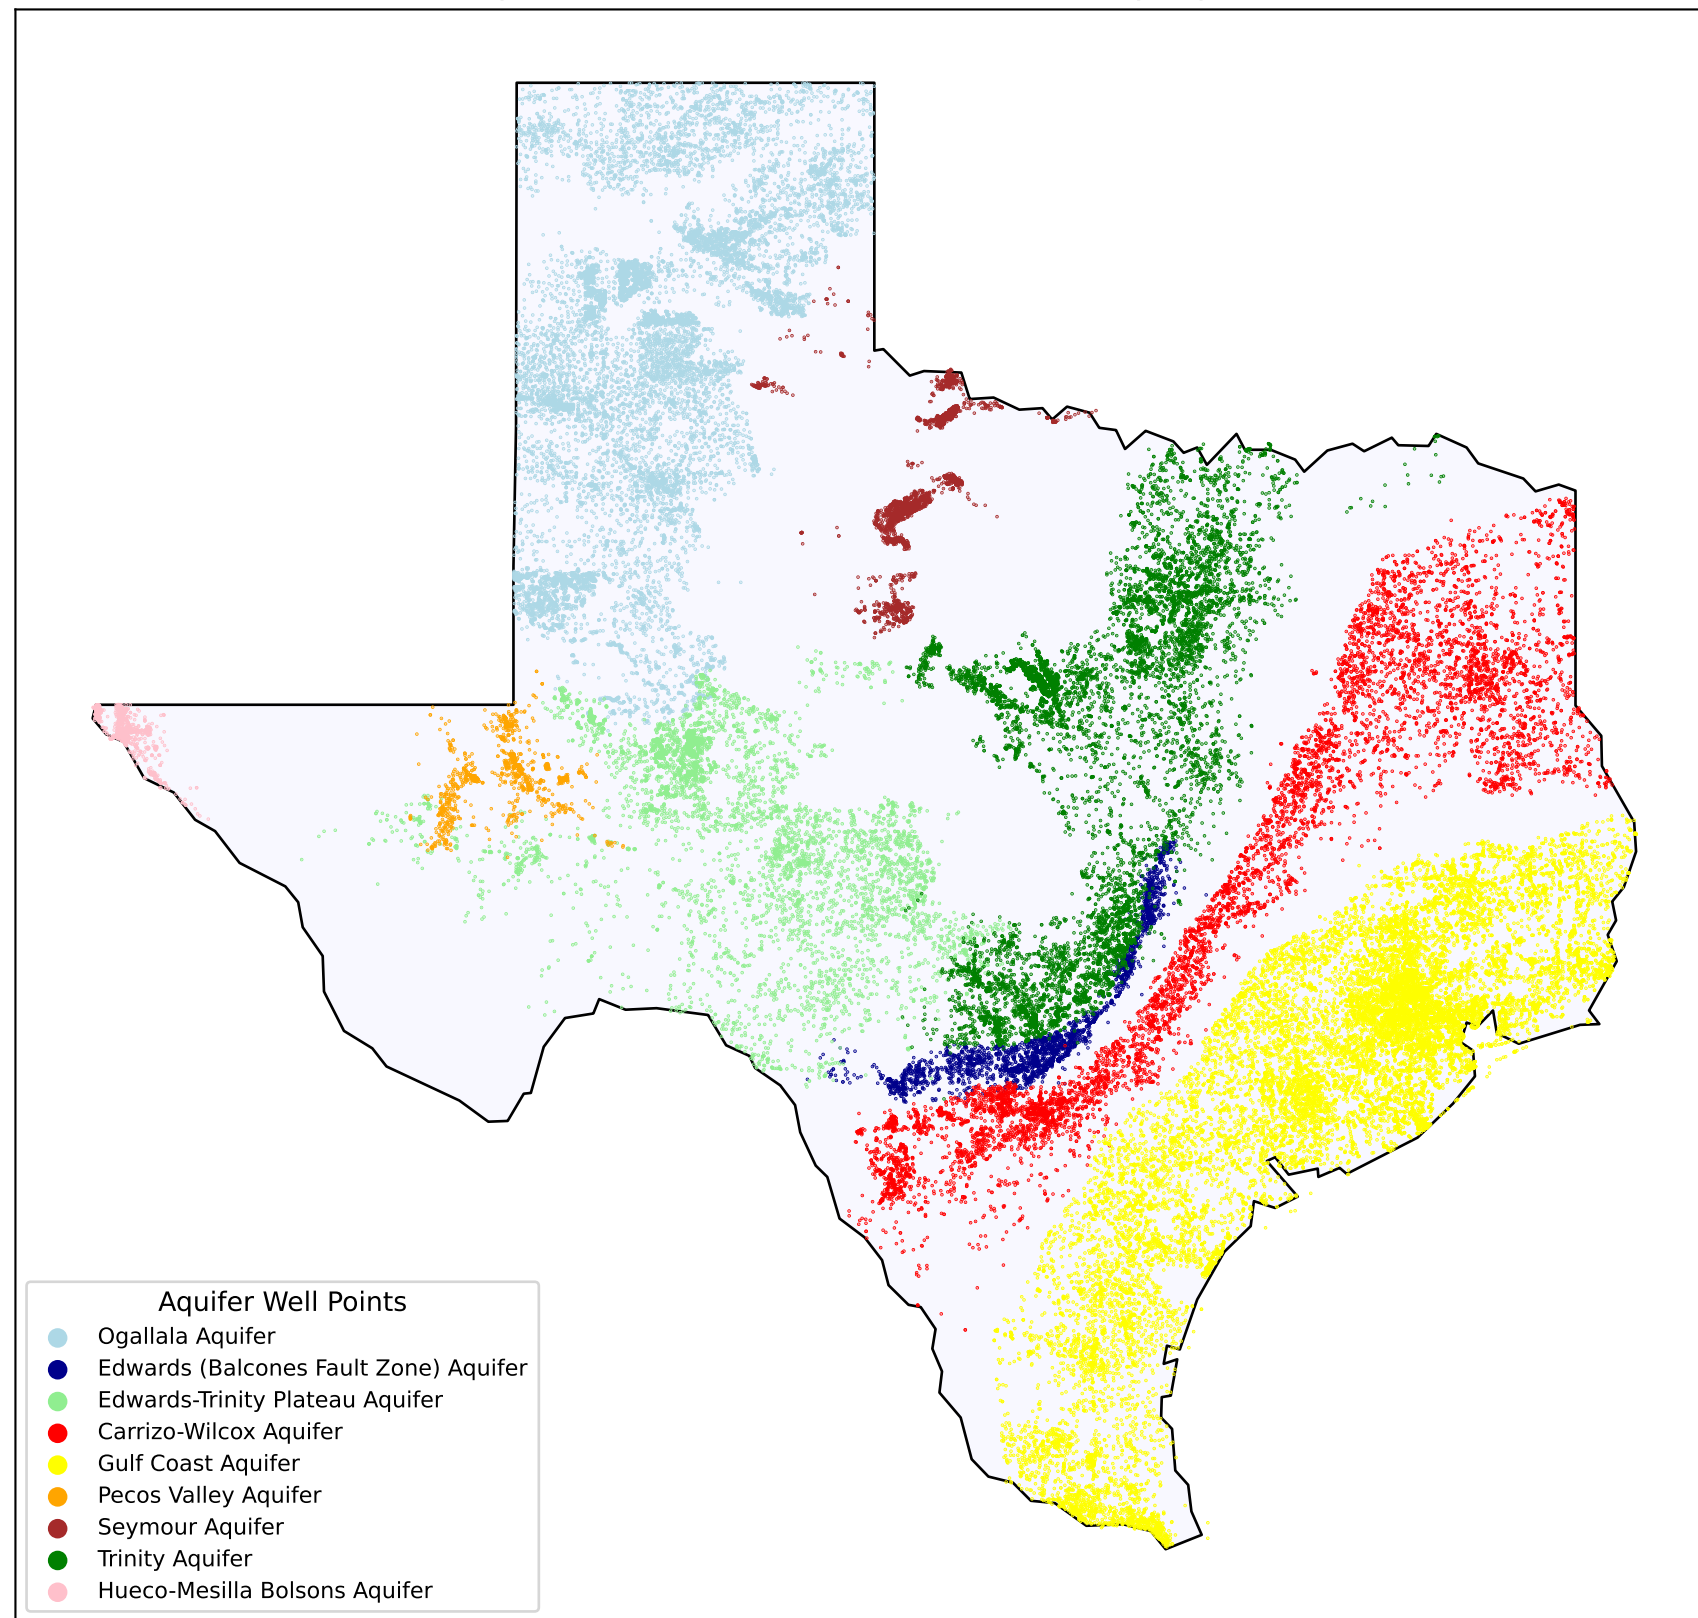 Aquifer Well Points
Ogallala Aquifer
Edwards (Balcones Fault Zone) Aquifer
Edwards-Trinity Plateau Aquifer
Carrizo-Wilcox Aquifer
Gulf Coast Aquifer
Pecos Valley Aquifer
Seymour Aquifer
Trinity Aquifer
Hueco-Mesilla Bolsons Aquifer